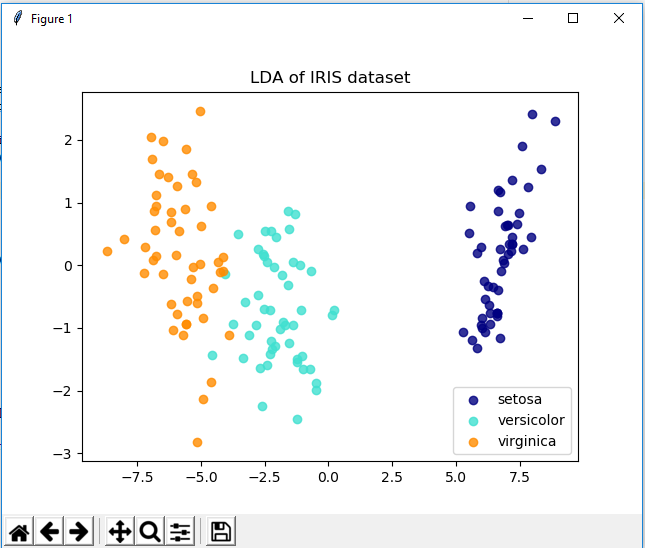 Figure 1
LDA of IRIS dataset
2
1
0
−1
−2
−3
−7.5 −5.0 −2.5 0.0 2.5 5.0 7.5
setosa
versicolor
virginica